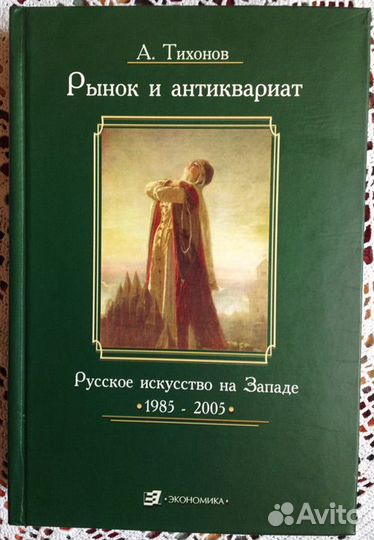 А. Тихонов
Рынок и антиквариат
Русское искусство на Западе
• 1985 - 2005 •
• ЭКОНОМИКА •
Avito